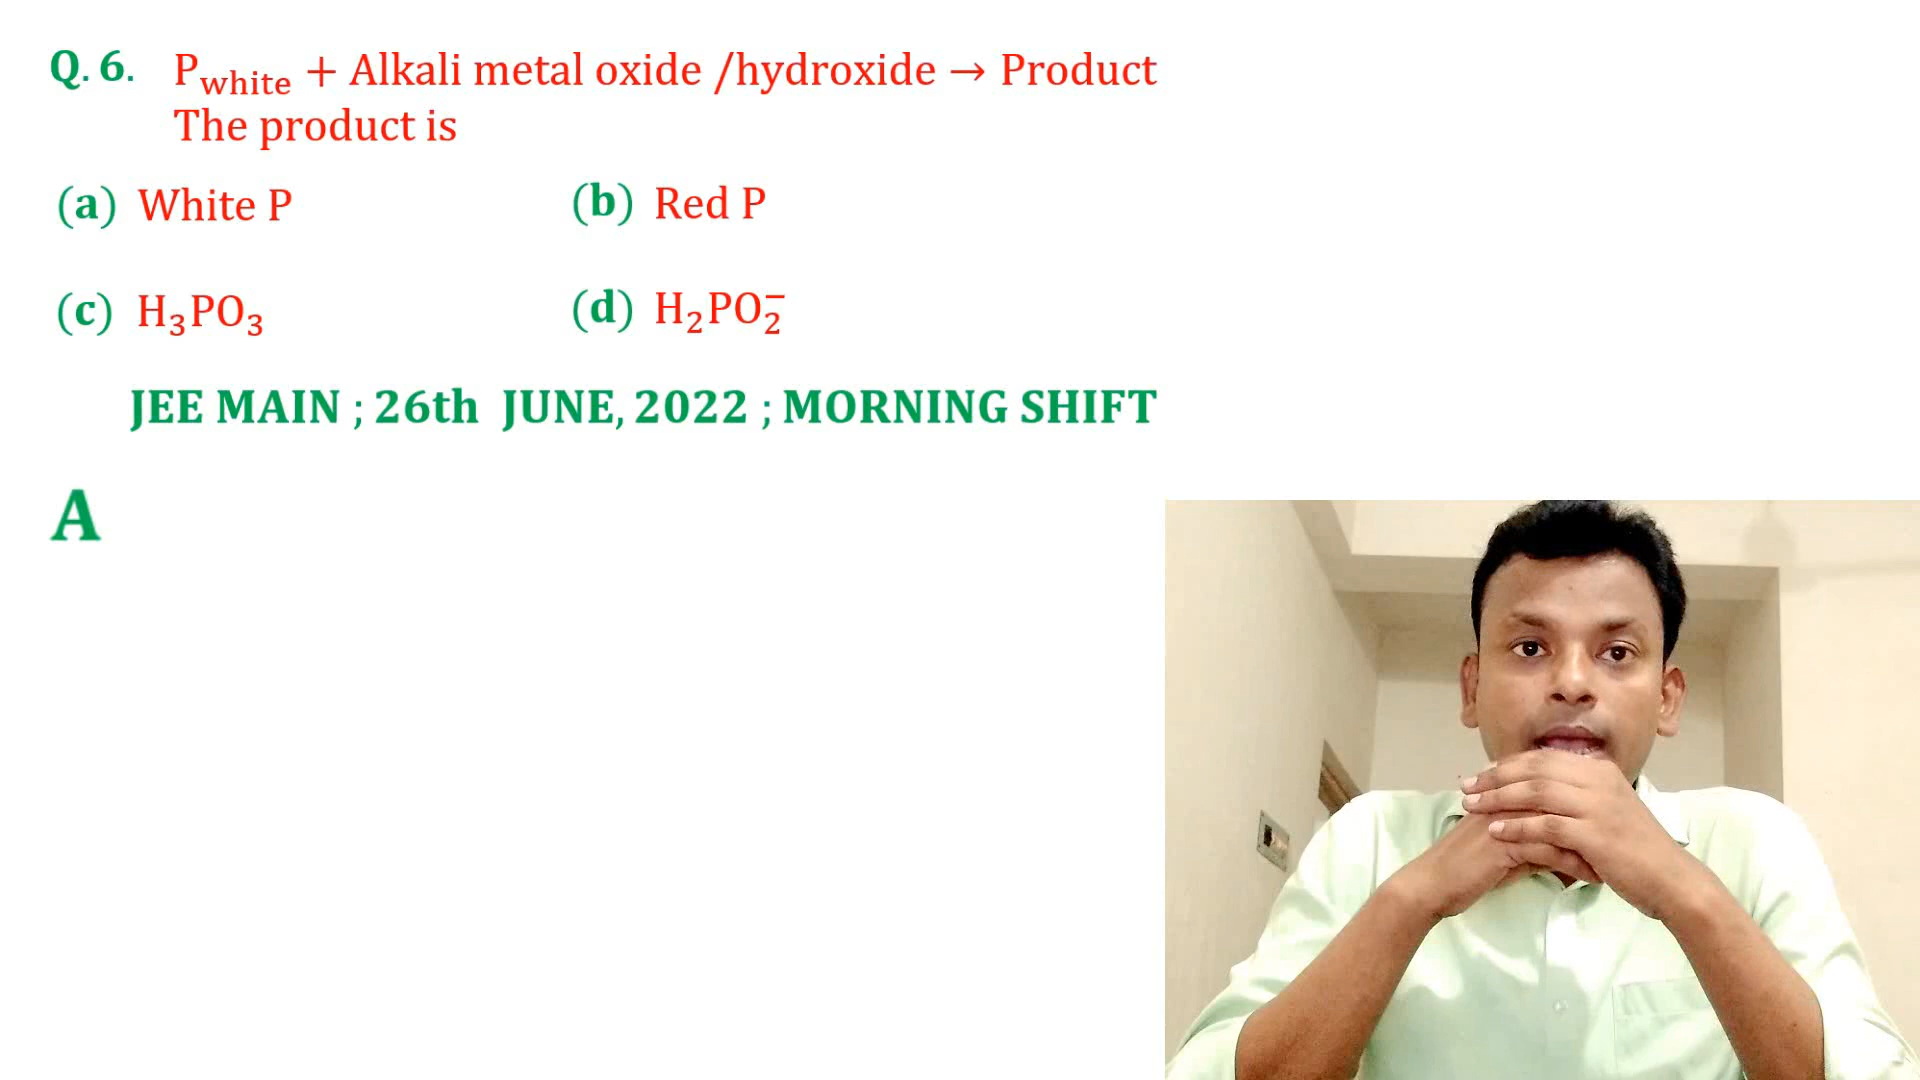 Q. 6. P_white + Alkali metal oxide /hydroxide → Product
The product is
(a) White P (b) Red P
(c) H₃PO₃ (d) H₂PO₂⁻
JEE MAIN ; 26th JUNE, 2022 ; MORNING SHIFT
A